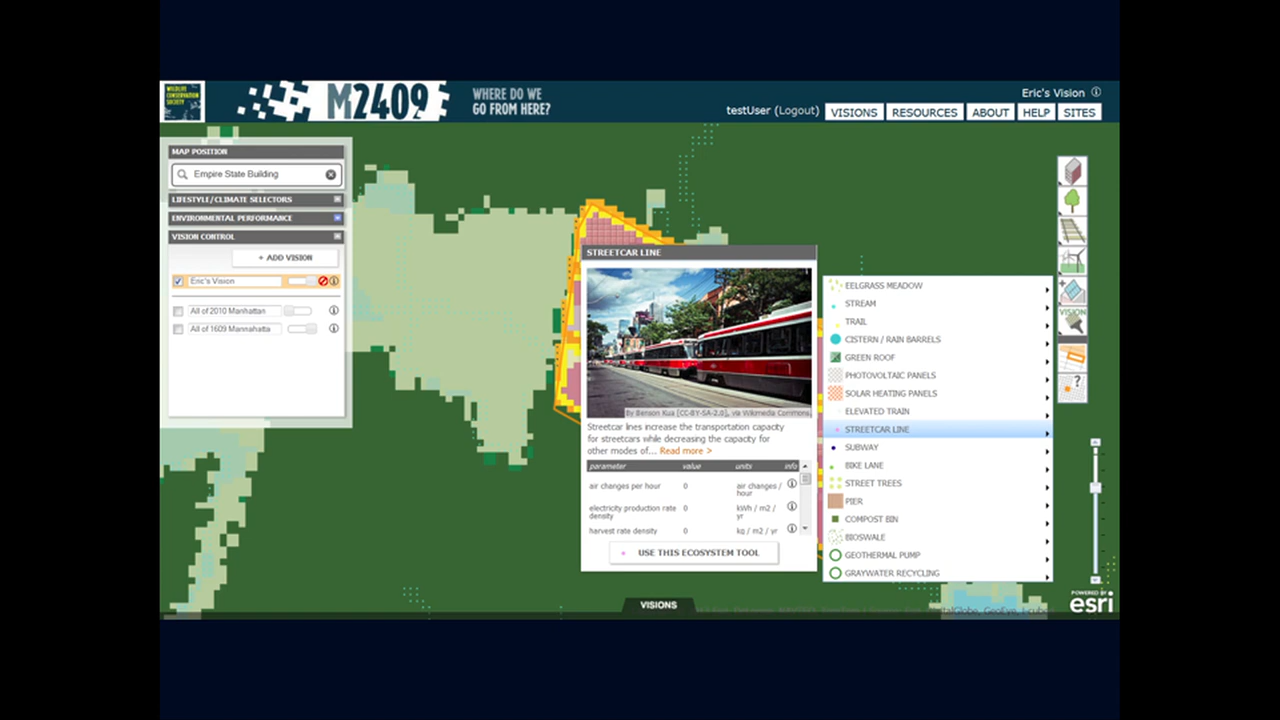 WILDLIFE
CONSERVATION
SOCIETY
M2409
WHERE DO WE
GO FROM HERE?
Eric's Vision
testUser (Logout)
VISIONS
RESOURCES
ABOUT
HELP
SITES
MAP POSITION
Empire State Building
LIFESTYLE/CLIMATE SELECTORS
ENVIRONMENTAL PERFORMANCE
VISION CONTROL
+ ADD VISION
Eric's Vision
All of 2010 Manhattan
All of 1609 Mannahatta
STREETCAR LINE
By Benson Kua [CC-BY-SA-2.0], via Wikimedia Commons
Streetcar lines increase the transportation capacity
for streetcars while decreasing the capacity for
other modes of... Read more >
parameter value units info
air changes per hour 0 air changes /
hour
electricity production rate
density 0 kWh / m2 /
yr
harvest rate density 0 kg / m2 / yr
USE THIS ECOSYSTEM TOOL
EELGRASS MEADOW
STREAM
TRAIL
CISTERN / RAIN BARRELS
GREEN ROOF
PHOTOVOLTAIC PANELS
SOLAR HEATING PANELS
ELEVATED TRAIN
STREETCAR LINE
SUBWAY
BIKE LANE
STREET TREES
PIER
COMPOST BIN
BIOSWALE
GEOTHERMAL PUMP
GRAYWATER RECYCLING
VISION
?
VISIONS
POWERED BY
esri